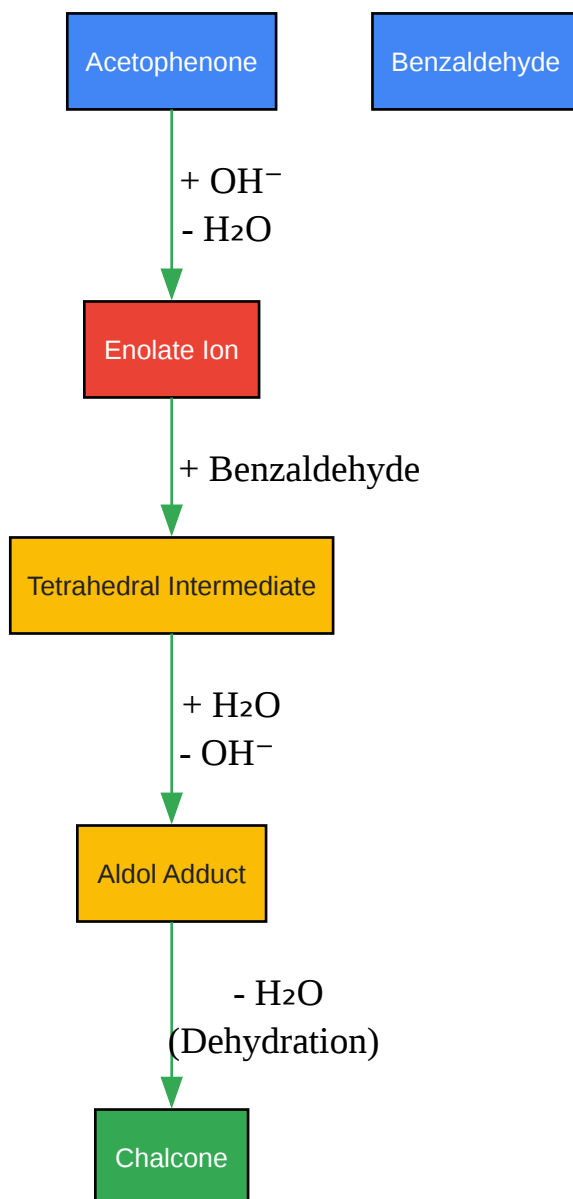 Acetophenone
Benzaldehyde
+ OH⁻
- H₂O
Enolate Ion
+ Benzaldehyde
Tetrahedral Intermediate
+ H₂O
- OH⁻
Aldol Adduct
- H₂O
(Dehydration)
Chalcone